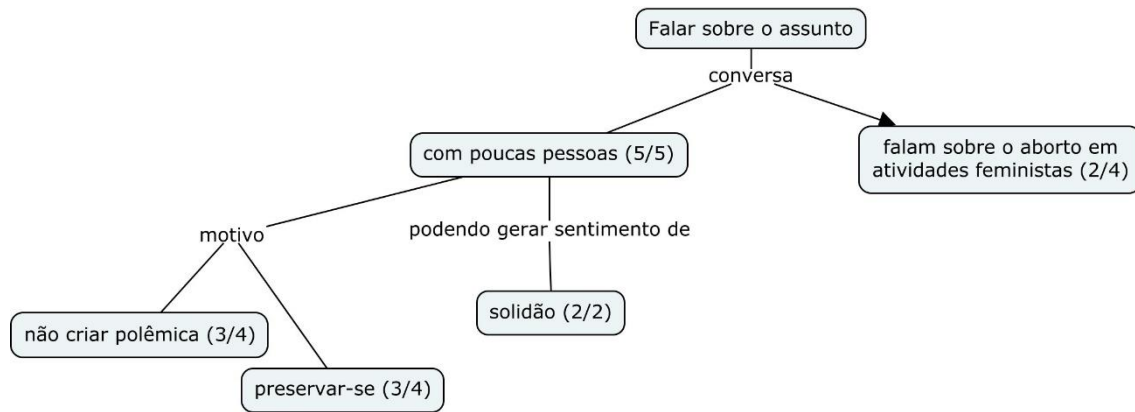 Falar sobre o assunto
conversa
com poucas pessoas (5/5)
falam sobre o aborto em
atividades feministas (2/4)
motivo
podendo gerar sentimento de
não criar polêmica (3/4)
solidão (2/2)
preservar-se (3/4)